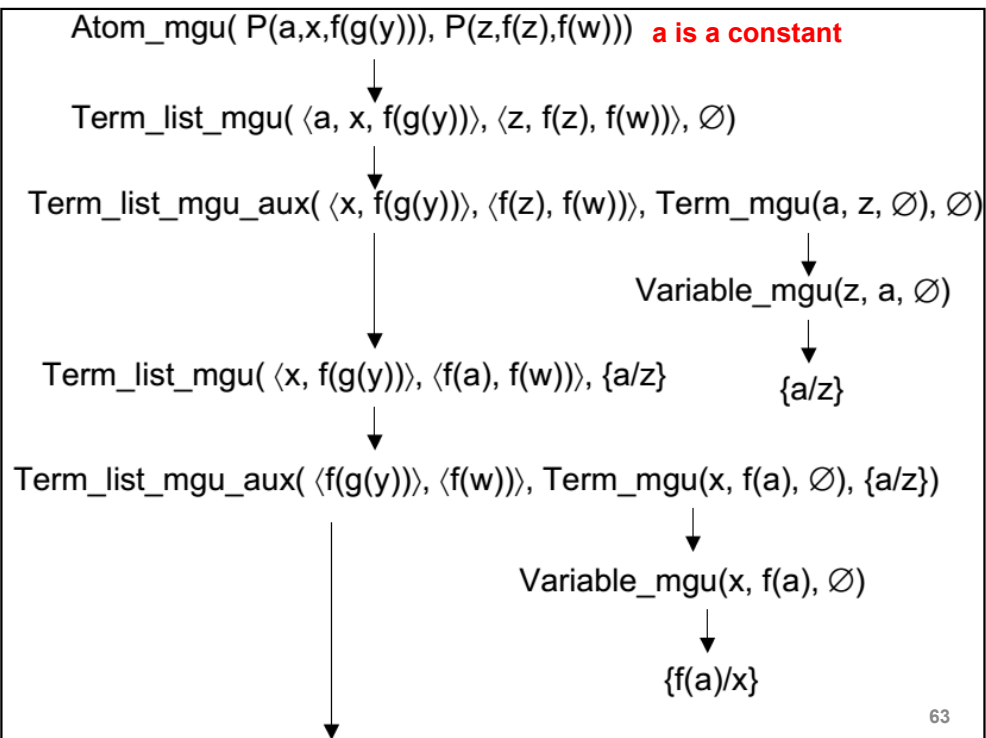 Atom_mgu( P(a,x,f(g(y))), P(z,f(z),f(w))) a is a constant
Term_list_mgu( ⟨a, x, f(g(y))⟩, ⟨z, f(z), f(w))⟩, ∅)
Term_list_mgu_aux( ⟨x, f(g(y))⟩, ⟨f(z), f(w))⟩, Term_mgu(a, z, ∅), ∅)
Variable_mgu(z, a, ∅)
Term_list_mgu( ⟨x, f(g(y))⟩, ⟨f(a), f(w))⟩, {a/z}
{a/z}
Term_list_mgu_aux( ⟨f(g(y))⟩, ⟨f(w))⟩, Term_mgu(x, f(a), ∅), {a/z})
Variable_mgu(x, f(a), ∅)
{f(a)/x}
63